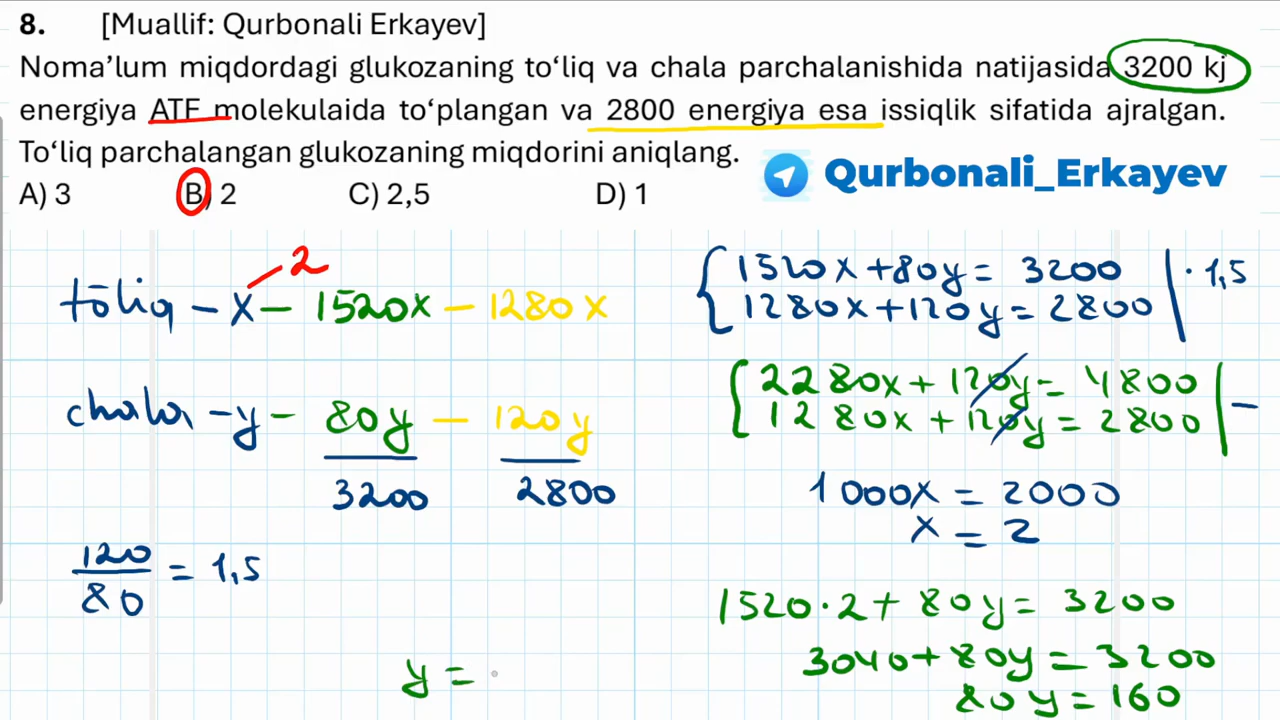 8. [Muallif: Qurbonali Erkayev]
Noma’lum miqdordagi glukozaning to‘liq va chala parchalanishida natijasida 3200 kj
energiya ATF molekulaida to‘plangan va 2800 energiya esa issiqlik sifatida ajralgan.
To‘liq parchalangan glukozaning miqdorini aniqlang.
A) 3 B) 2 C) 2,5 D) 1
Qurbonali_Erkayev
2
tōliq – x – 1520x – 1280x
chala – y – 80y – 120y
3200 2800
120/80 = 1,5
y =
1520x + 80y = 3200 | · 1,5
1280x + 120y = 2800
2280x + 120y = 4800 | –
1280x + 120y = 2800
1000x = 2000
x = 2
1520 · 2 + 80y = 3200
3040 + 80y = 3200
80y = 160